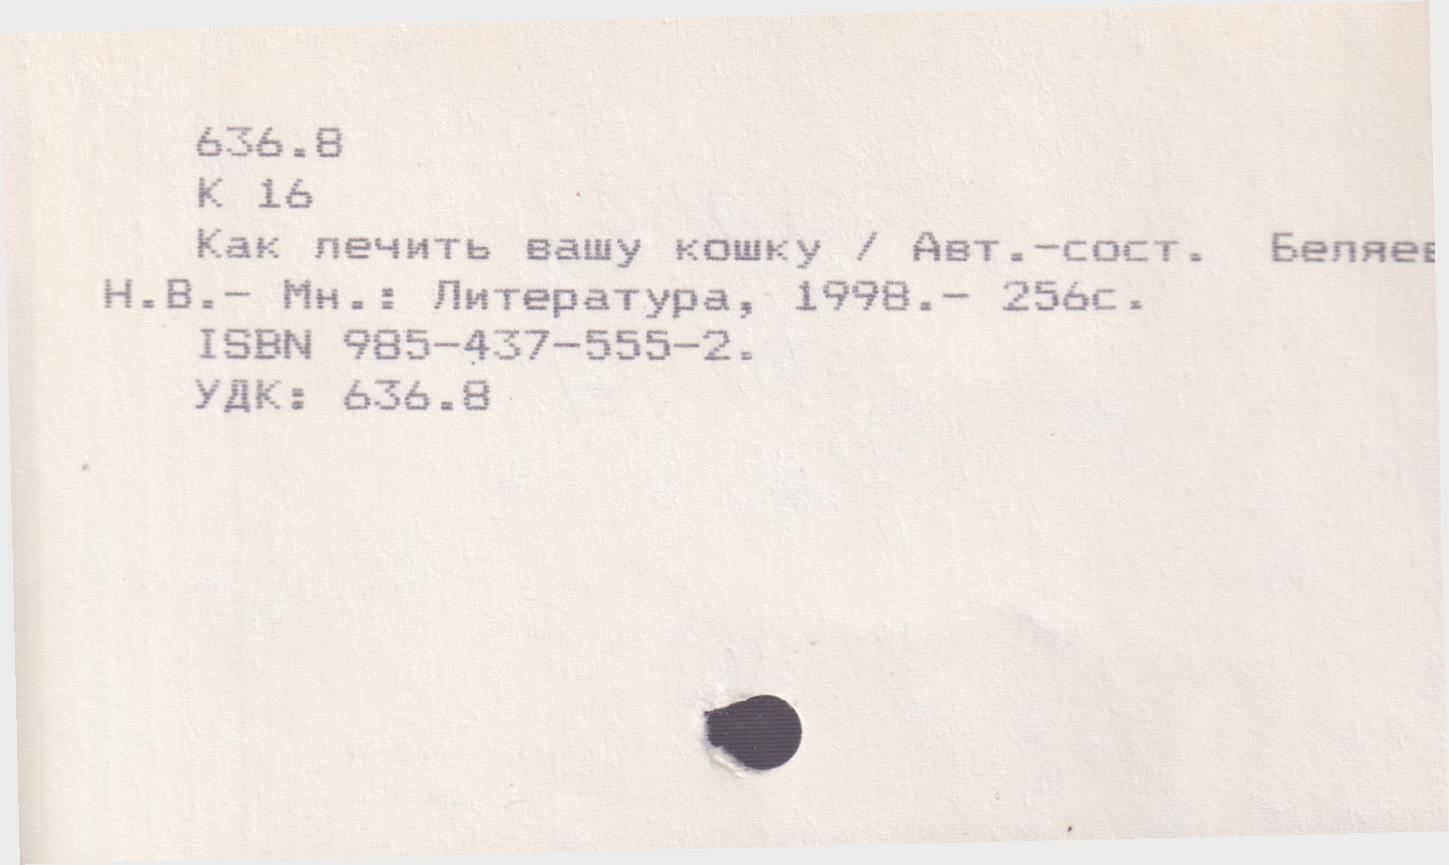 636.8
К 16
Как лечить вашу кошку / Авт.-сост. Беляев
Н.В.- Мн.: Литература, 1998.- 256с.
ISBN 985-437-555-2.
УДК: 636.8